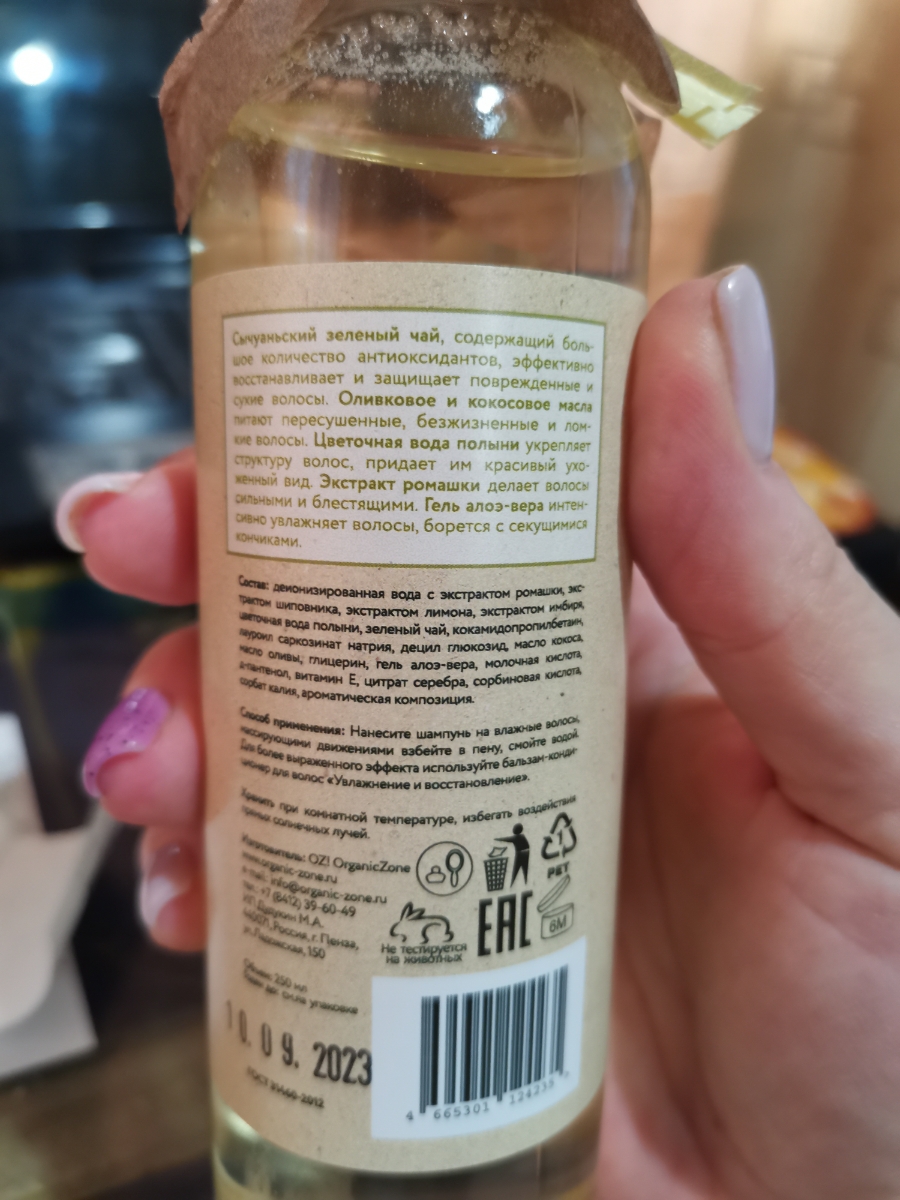 Сычуаньский зеленый чай, содержащий боль-
шое количество антиоксидантов, эффективно
восстанавливает и защищает поврежденные и
сухие волосы. Оливковое и кокосовое масла
питают пересушенные, безжизненные и лом-
кие волосы. Цветочная вода полыни укрепляет
структуру волос, придает им красивый ухо-
женный вид. Экстракт ромашки делает волосы
сильными и блестящими. Гель алоэ-вера интен-
сивно увлажняет волосы, борется с секущимися
кончиками.
Состав: деионизированная вода с экстрактом ромашки, экс-
трактом шиповника, экстрактом лимона, экстрактом имбиря,
цветочная вода полыни, зеленый чай, кокамидопропилбетаин,
лауроил саркозинат натрия, децил глюкозид, масло кокоса,
масло оливы, глицерин, гель алоэ-вера, молочная кислота,
д-пантенол, витамин Е, цитрат серебра, сорбиновая кислота,
сорбат калия, ароматическая композиция.
Способ применения: Нанесите шампунь на влажные волосы,
массирующими движениями взбейте в пену, смойте водой.
Для более выраженного эффекта используйте бальзам-конди-
ционер для волос «Увлажнение и восстановление».
Хранить при комнатной температуре, избегать воздействия
прямых солнечных лучей.
Изготовитель: OZ! OrganicZone
www.organic-zone.ru
e-mail: info@organic-zone.ru
тел.: +7 (8412) 39-60-49
ИП М.А.
440071, Россия, г. Пенза,
150
PET
EAC
6M
Не тестируется
на животных
Объем: 250 мл
упаковке
10.09.2023
ГОСТ 31460-2012
4 665301 124235